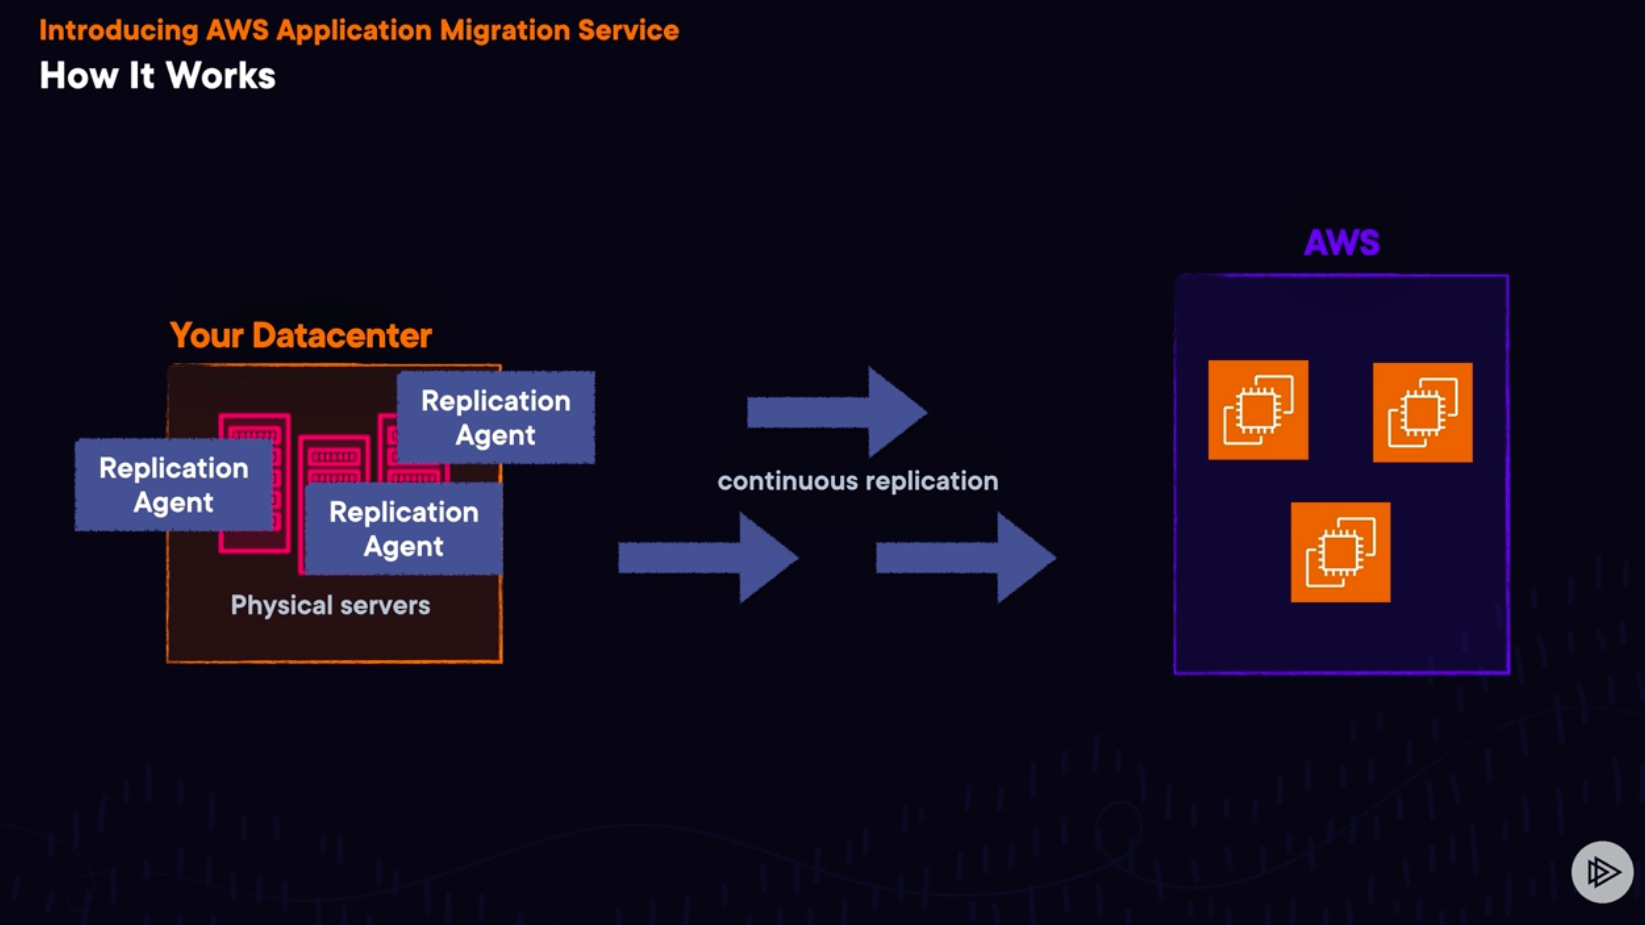 Introducing AWS Application Migration Service
How It Works
AWS
Your Datacenter
Replication
Agent
Replication
Agent
Replication
Agent
Physical servers
continuous replication